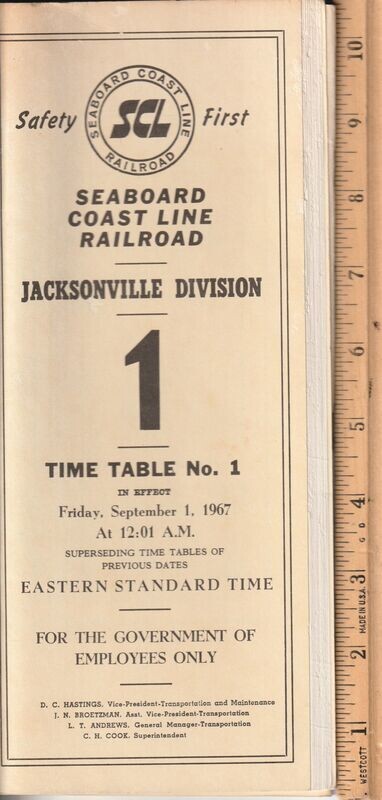 Safety First
SEABOARD COAST LINE
SCL
RAILROAD
SEABOARD
COAST LINE
RAILROAD
JACKSONVILLE DIVISION
1
TIME TABLE No. 1
IN EFFECT
Friday, September 1, 1967
At 12:01 A.M.
SUPERSEDING TIME TABLES OF
PREVIOUS DATES
EASTERN STANDARD TIME
FOR THE GOVERNMENT OF
EMPLOYEES ONLY
D. C. HASTINGS, Vice-President-Transportation and Maintenance
J. N. BROETZMAN, Asst. Vice-President-Transportation
L. T. ANDREWS, General Manager-Transportation
C. H. COOK, Superintendent
10
9
8
7
6
5
4
3
2
1
MADE IN U.S.A.
WESTCOTT